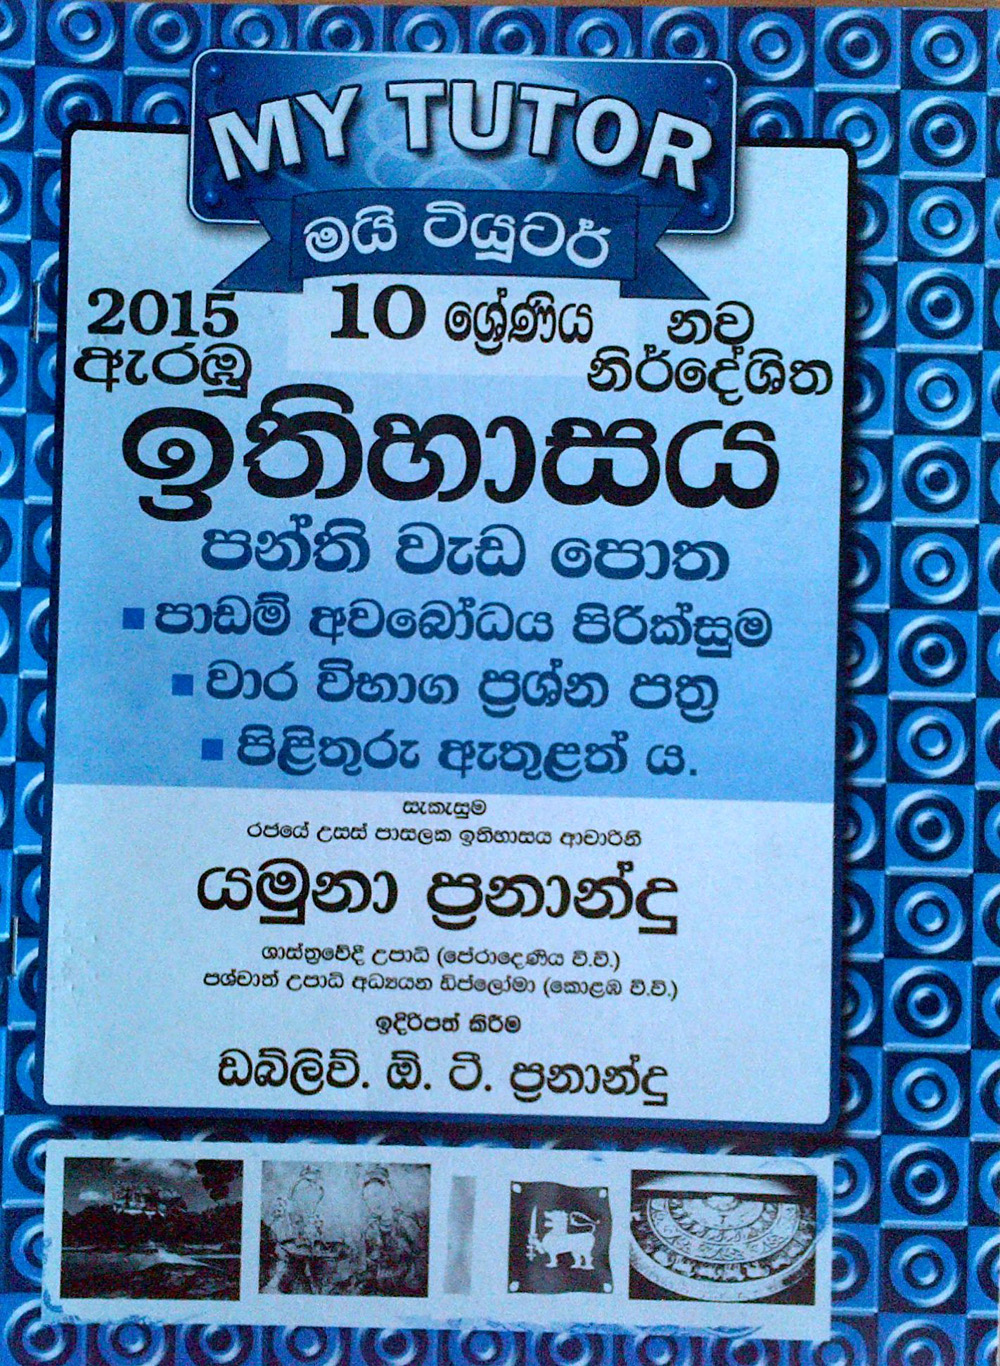 MY TUTOR
මයි ටියුටර්
2015 ඇරඹූ
10 ශ්‍රේණිය
නව නිර්දේශිත
ඉතිහාසය
පන්ති වැඩ පොත
පාඩම් අවබෝධය පිරික්සුම
වාර විභාග ප්‍රශ්න පත්‍ර
පිළිතුරු ඇතුළත් ය.
සැකැසුම
රජයේ උසස් පාසලක ඉතිහාසය ආචාරිනී
යමුනා ප්‍රනාන්දු
ශාස්ත්‍රවේදී උපාධි (පේරාදෙණිය වි.වි.)
පශ්චාත් උපාධි අධ්‍යයන ඩිප්ලෝමා (කොළඹ වි.වි.)
ඉදිරිපත් කිරීම
ඩබ්ලිව්. ඕ. ටී. ප්‍රනාන්දු